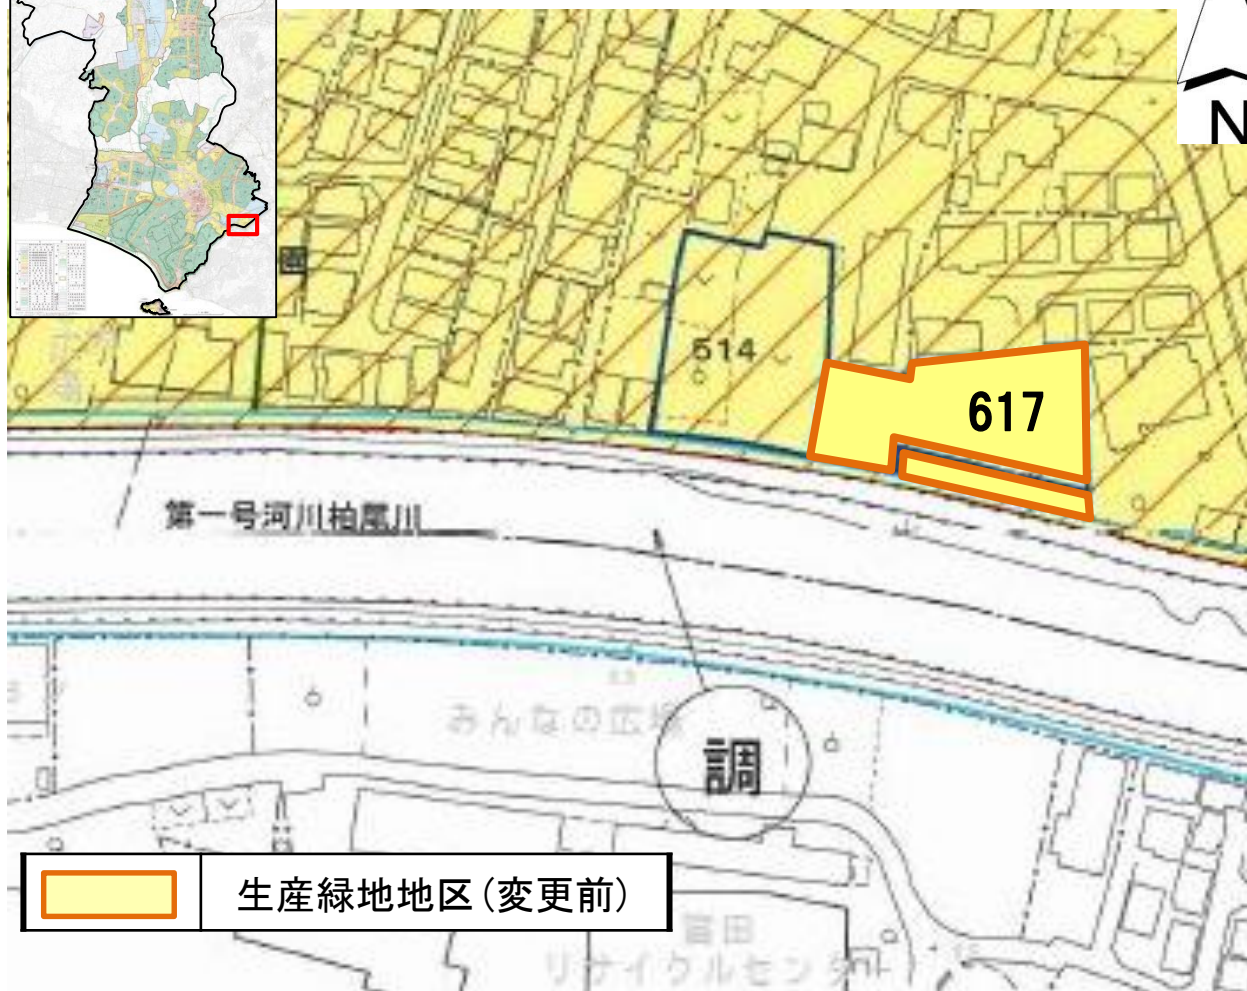 N
514
617
第一号河川柏尾川
みんなの広場
調
生産緑地地区(変更前)
富田
リサイクルセンター